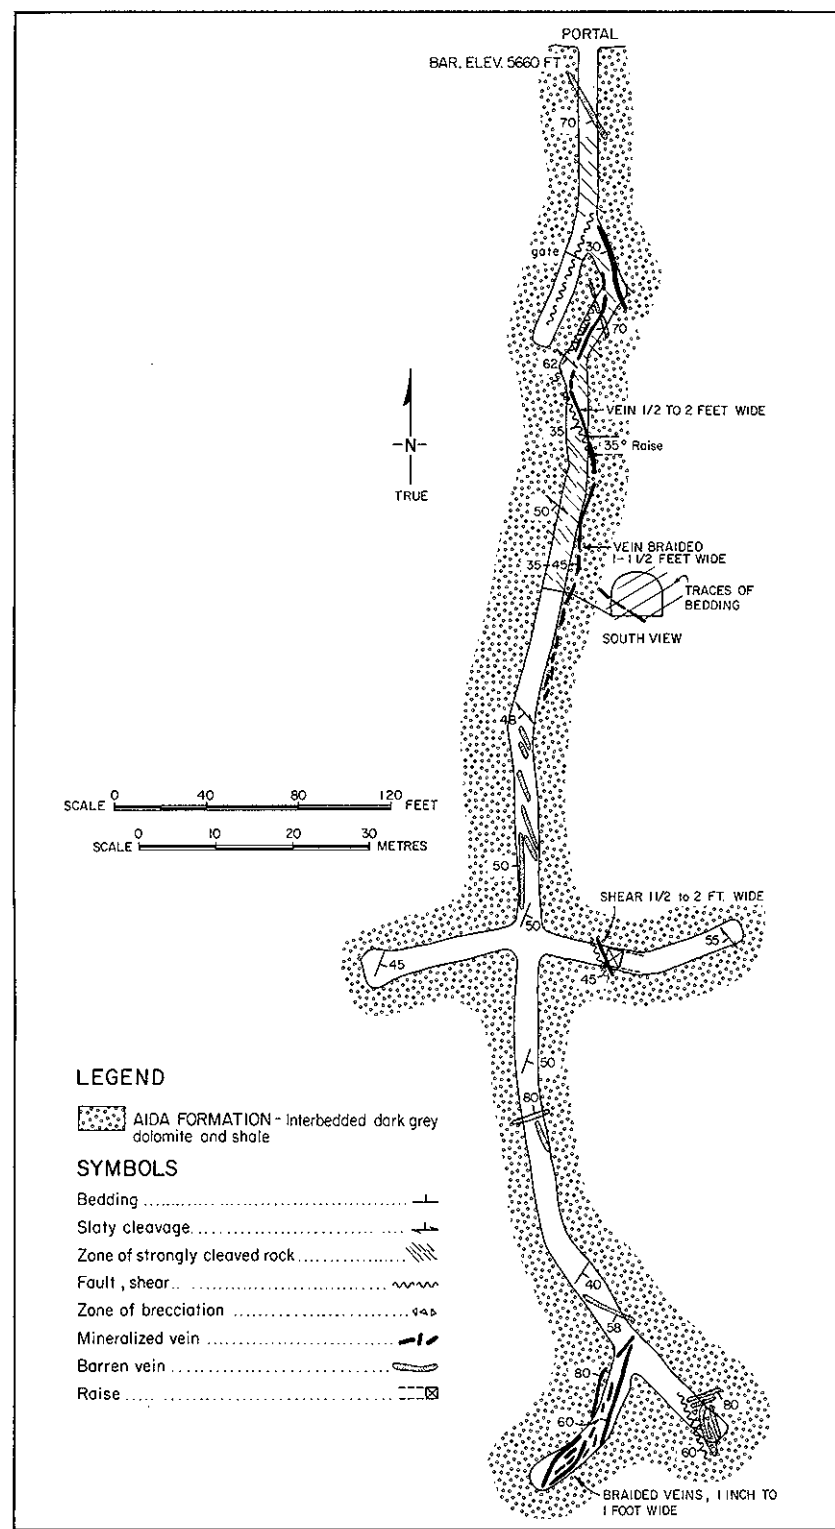 PORTAL
BAR. ELEV. 5660 FT
70
30
gate
70
62
VEIN 1/2 TO 2 FEET WIDE
35
35° Raise
N
TRUE
50
VEIN BRAIDED
1-1 1/2 FEET WIDE
35 45
TRACES OF
BEDDING
SOUTH VIEW
48
0 40 80 120
SCALE FEET
0 10 20 30
SCALE METRES
50
SHEAR 1 1/2 to 2 FT. WIDE
50
55
45
45
50
80
LEGEND
AIDA FORMATION - Interbedded dark grey
dolomite and shale
SYMBOLS
Bedding
Slaty cleavage
Zone of strongly cleaved rock
Fault, shear
Zone of brecciation
Mineralized vein
Barren vein
Raise
40
58
80
80
60
60
BRAIDED VEINS, 1 INCH TO
1 FOOT WIDE